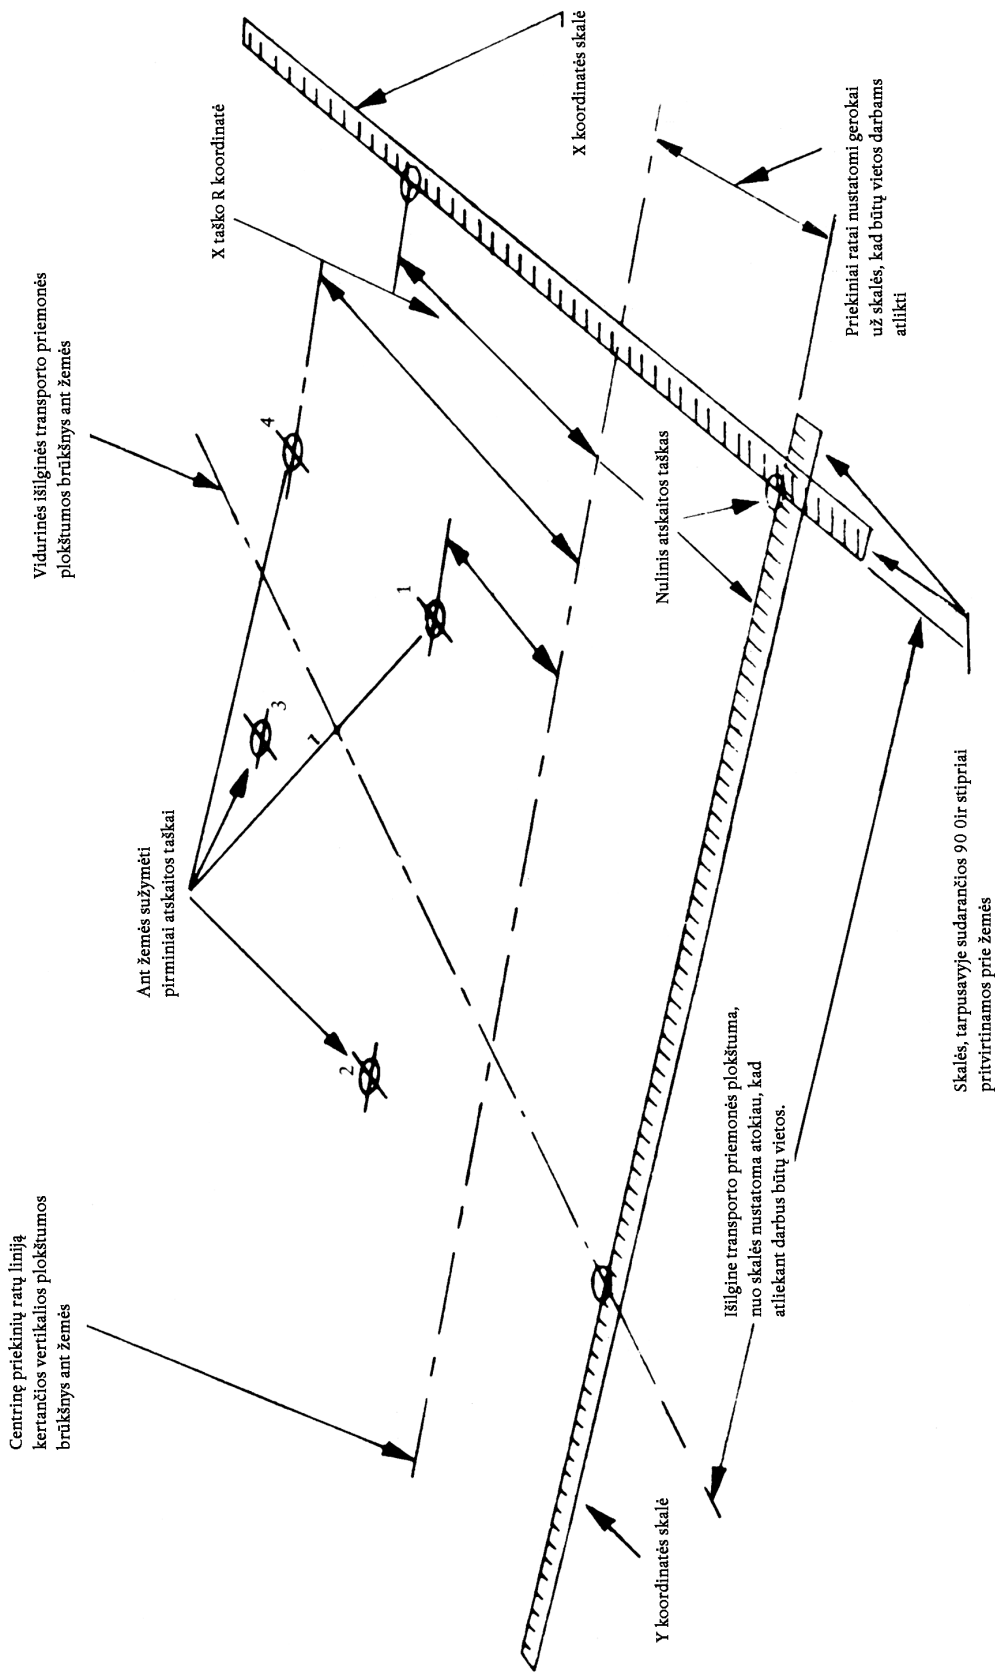 Centrinę priekinių ratų liniją
kertančios vertikalios plokštumos
brūkšnys ant žemės
Vidurinės išilginės transporto priemonės
plokštumos brūkšnys ant žemės
Ant žemės sužymėti
pirminiai atskaitos taškai
X taško R koordinatė
X koordinatės skalė
4
1
3
2
1
Nulinis atskaitos taškas
Priekiniai ratai nustatomi gerokai
už skalės, kad būtų vietos darbams
atlikti
Y koordinatės skalė
Išilgine transporto priemonės plokštuma,
nuo skalės nustatoma atokiau, kad
atliekant darbus būtų vietos.
Skalės, tarpusavyje sudarančios 90 0ir stipriai
pritvirtinamos prie žemės